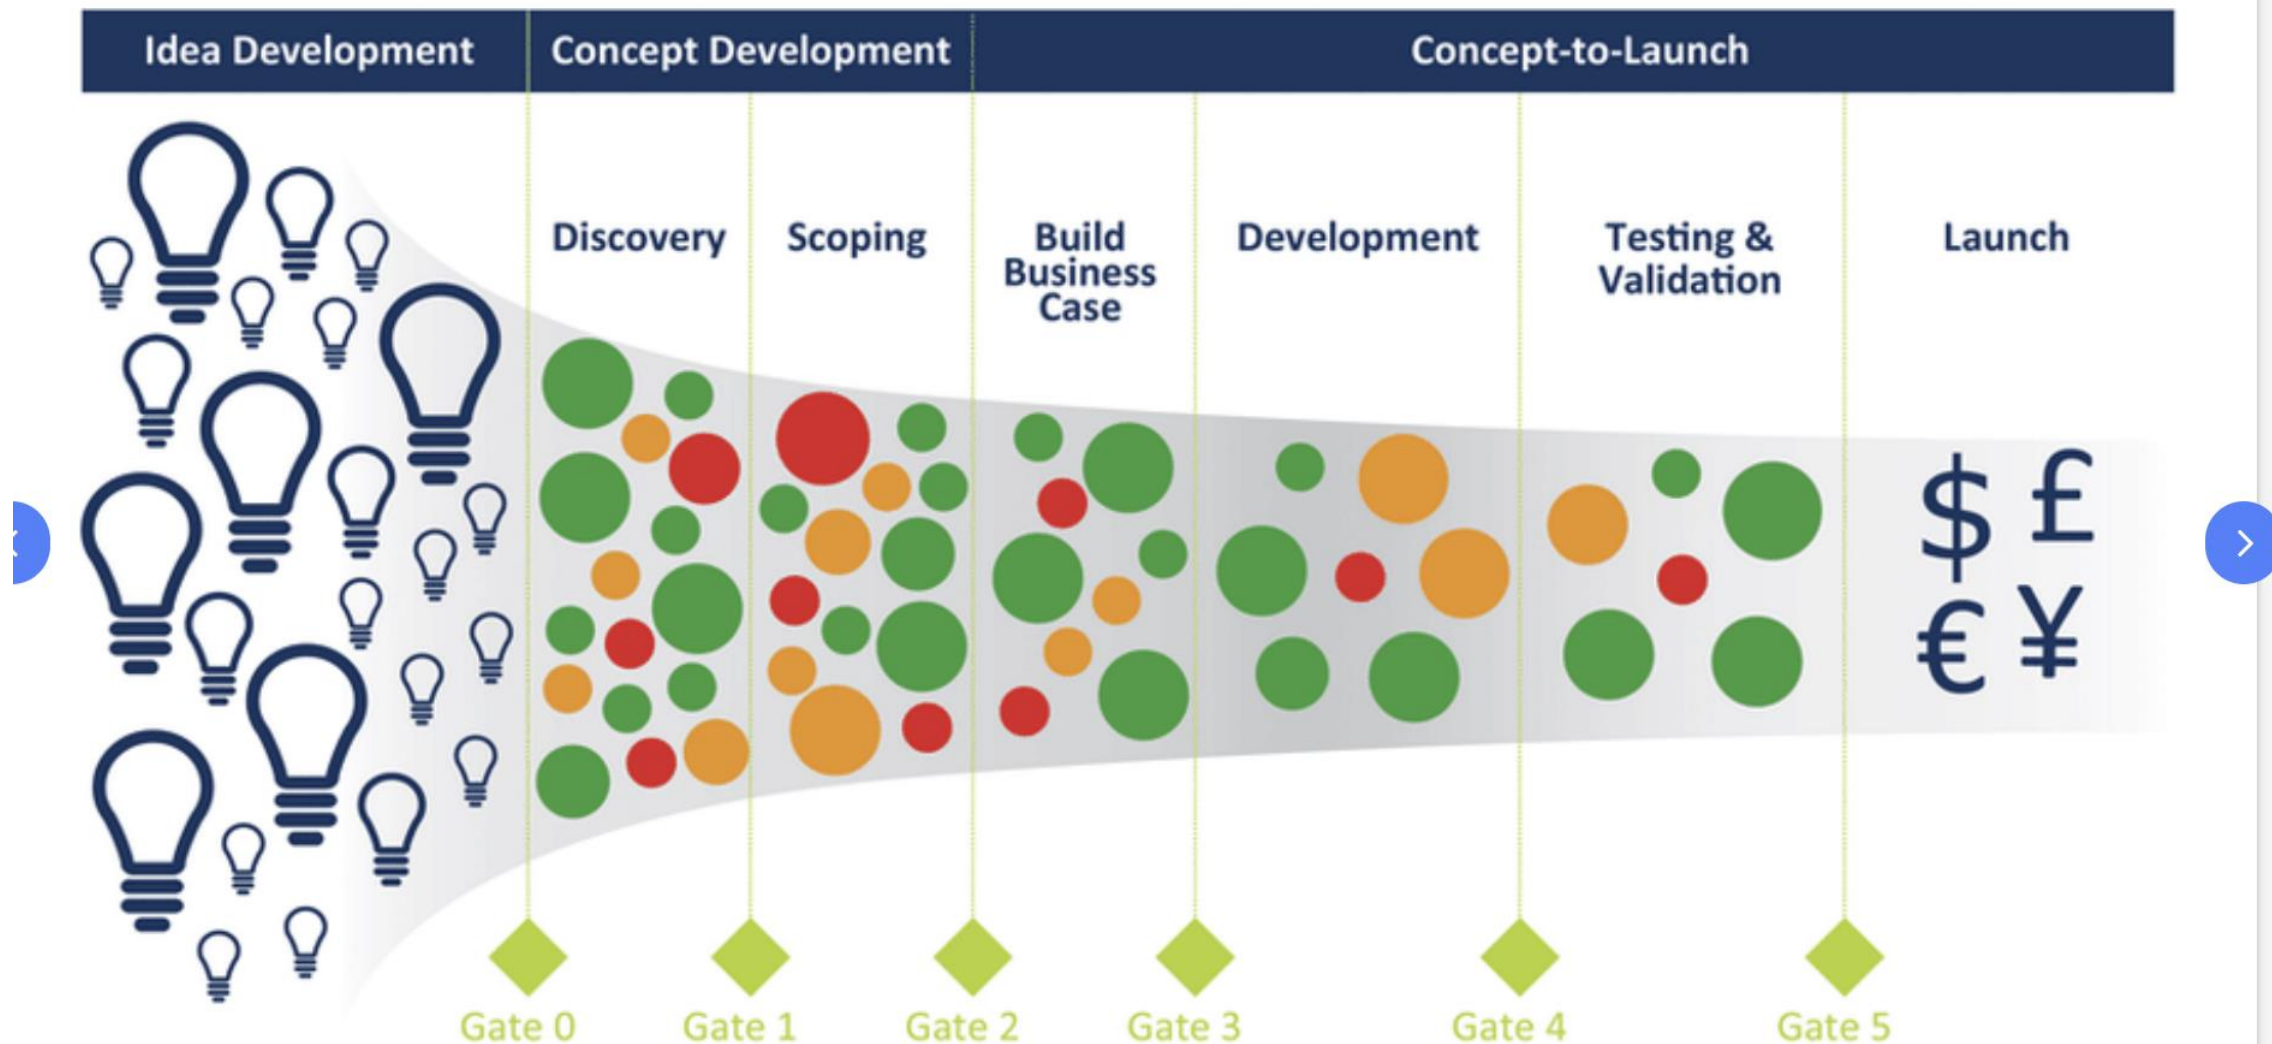 Idea Development
Concept Development
Concept-to-Launch
Discovery
Scoping
Build
Business
Case
Development
Testing &
Validation
Launch
$ £
€ ¥
Gate 0
Gate 1
Gate 2
Gate 3
Gate 4
Gate 5